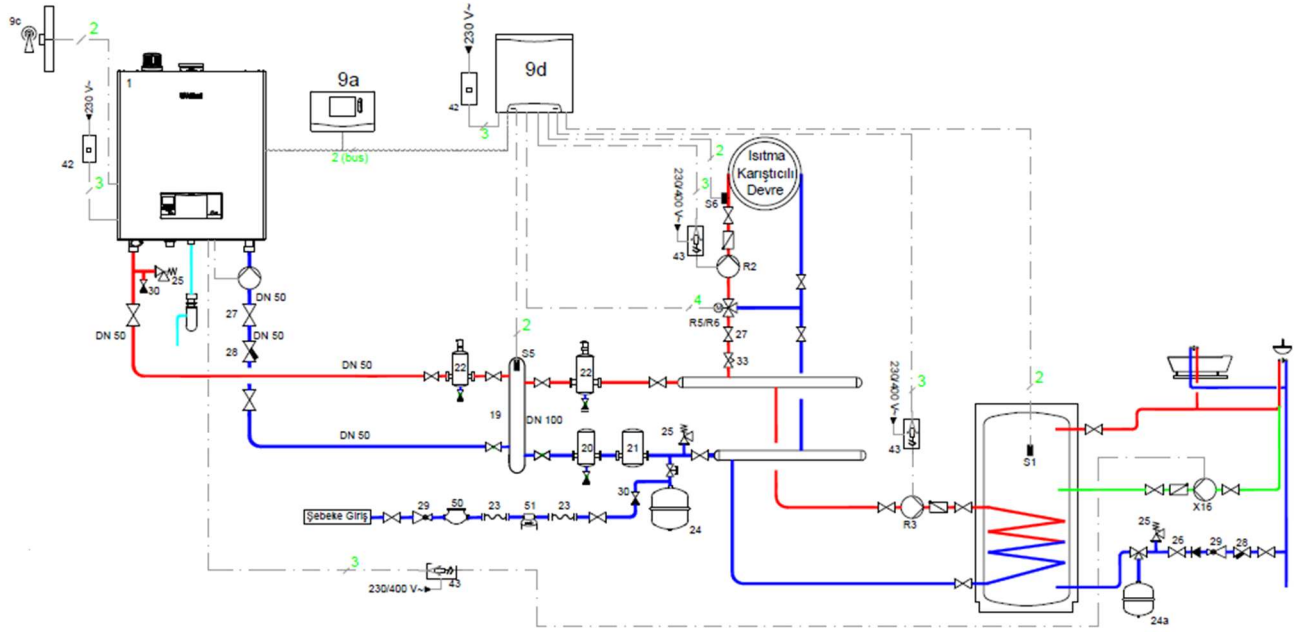 9c
2
1
Vaillant
230 V~
42
3
9a
2 (bus)
230 V~
42
3
9d
2
3
Isıtma
Karıştıcılı
Devre
S6
230/400 V~
43
R2
4
R5/R6
27
33
25
30
DN 50
DN 50
27
DN 50
28
DN 50
22
2
S5
22
19
DN 100
DN 50
20
21
25
30
24
Şebeke Giriş
29
50
23
51
23
3
230/400 V~
43
3
230/400 V~
43
R3
2
S1
X16
25
26
29
28
24a